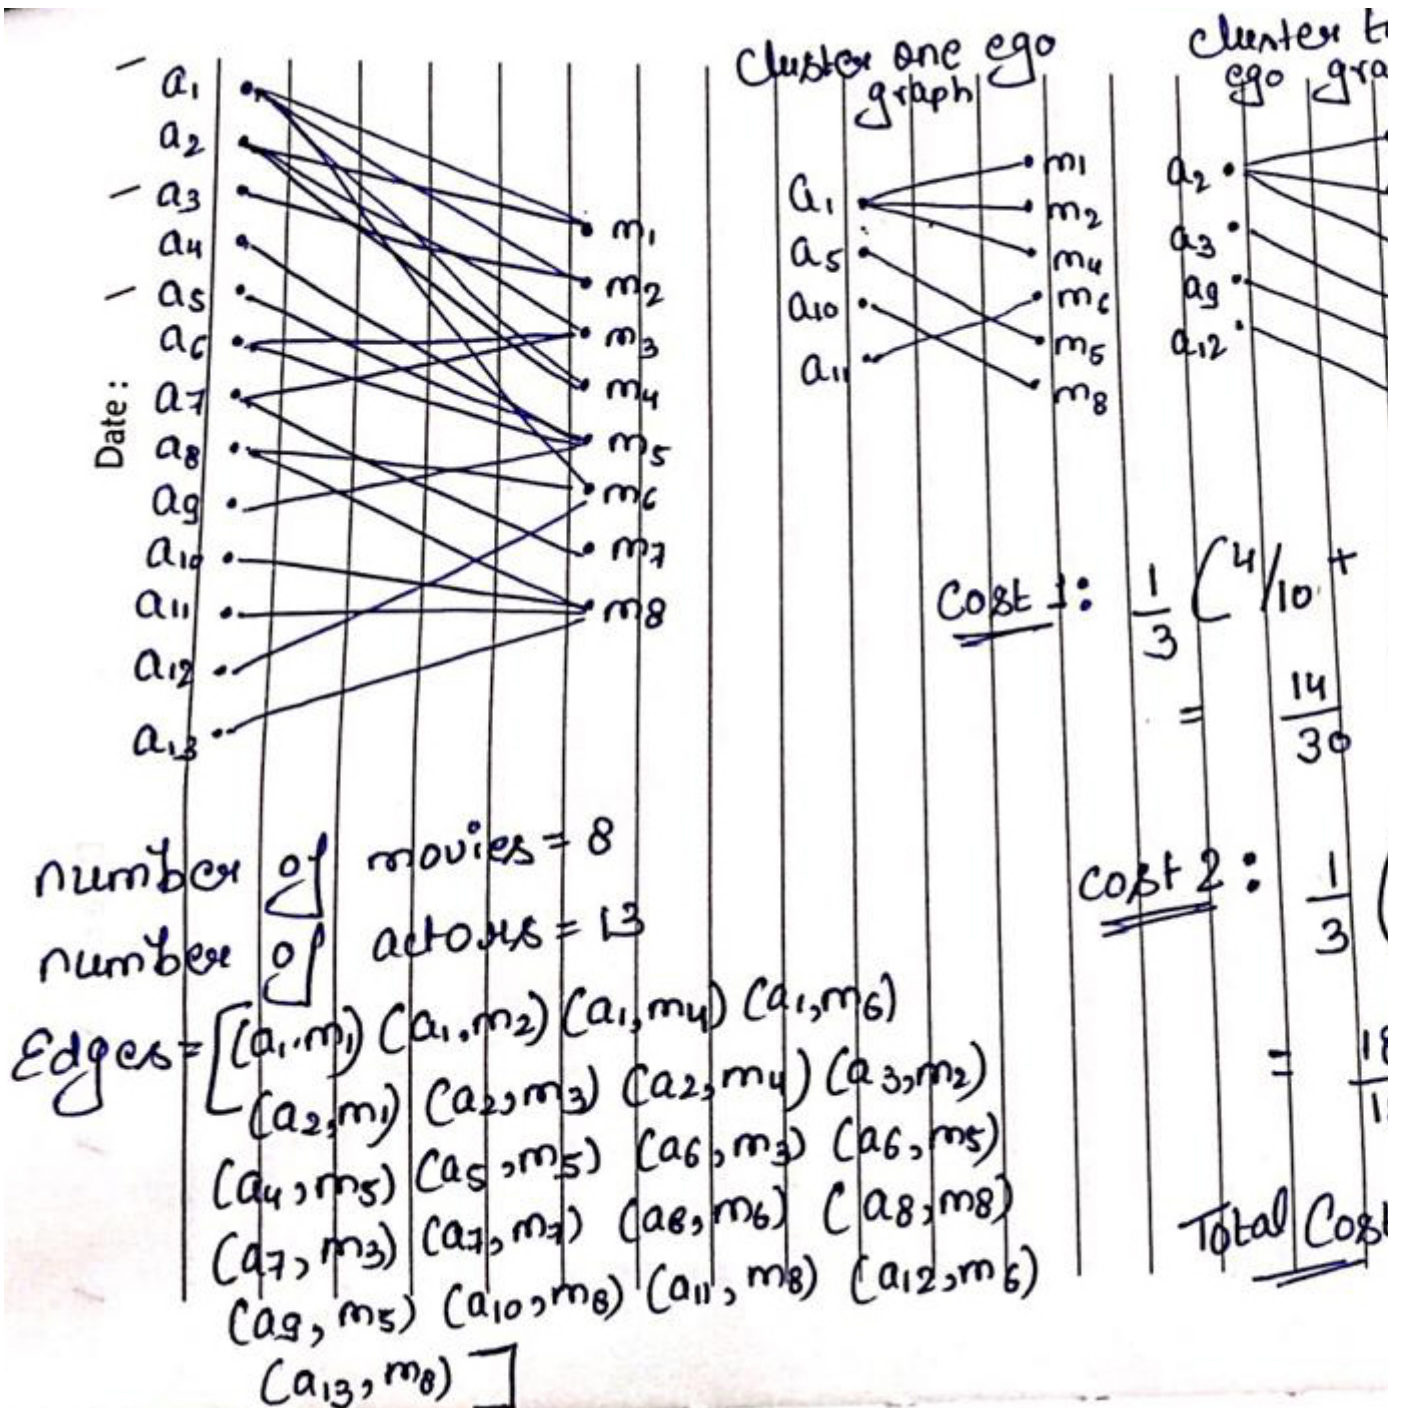 cluster one ego
graph
cluster t
ego gra
a1
a2
a3
a4
a5
a6
a7
a8
a9
a10
a11
a12
a13
m1
m2
m3
m4
m5
m6
m7
m8
Date:
a1
a5
a10
a11
m1
m2
m4
m6
m5
m8
a2
a3
a9
a12
Cost 1: 1/3 (4/10 +
= 14/30
number of movies = 8
number of actors = 13
cost 2: 1/3 (
= 18
Total Cost
Edges = [(a1,m1) (a1,m2) (a1,m4) (a1,m6)
(a2,m1) (a2,m3) (a2,m4) (a3,m2)
(a4,m5) (a5,m5) (a6,m3) (a6,m5)
(a7,m3) (a7,m7) (a8,m6) (a8,m8)
(a9,m5) (a10,m8) (a11,m8) (a12,m6)
(a13,m8)]